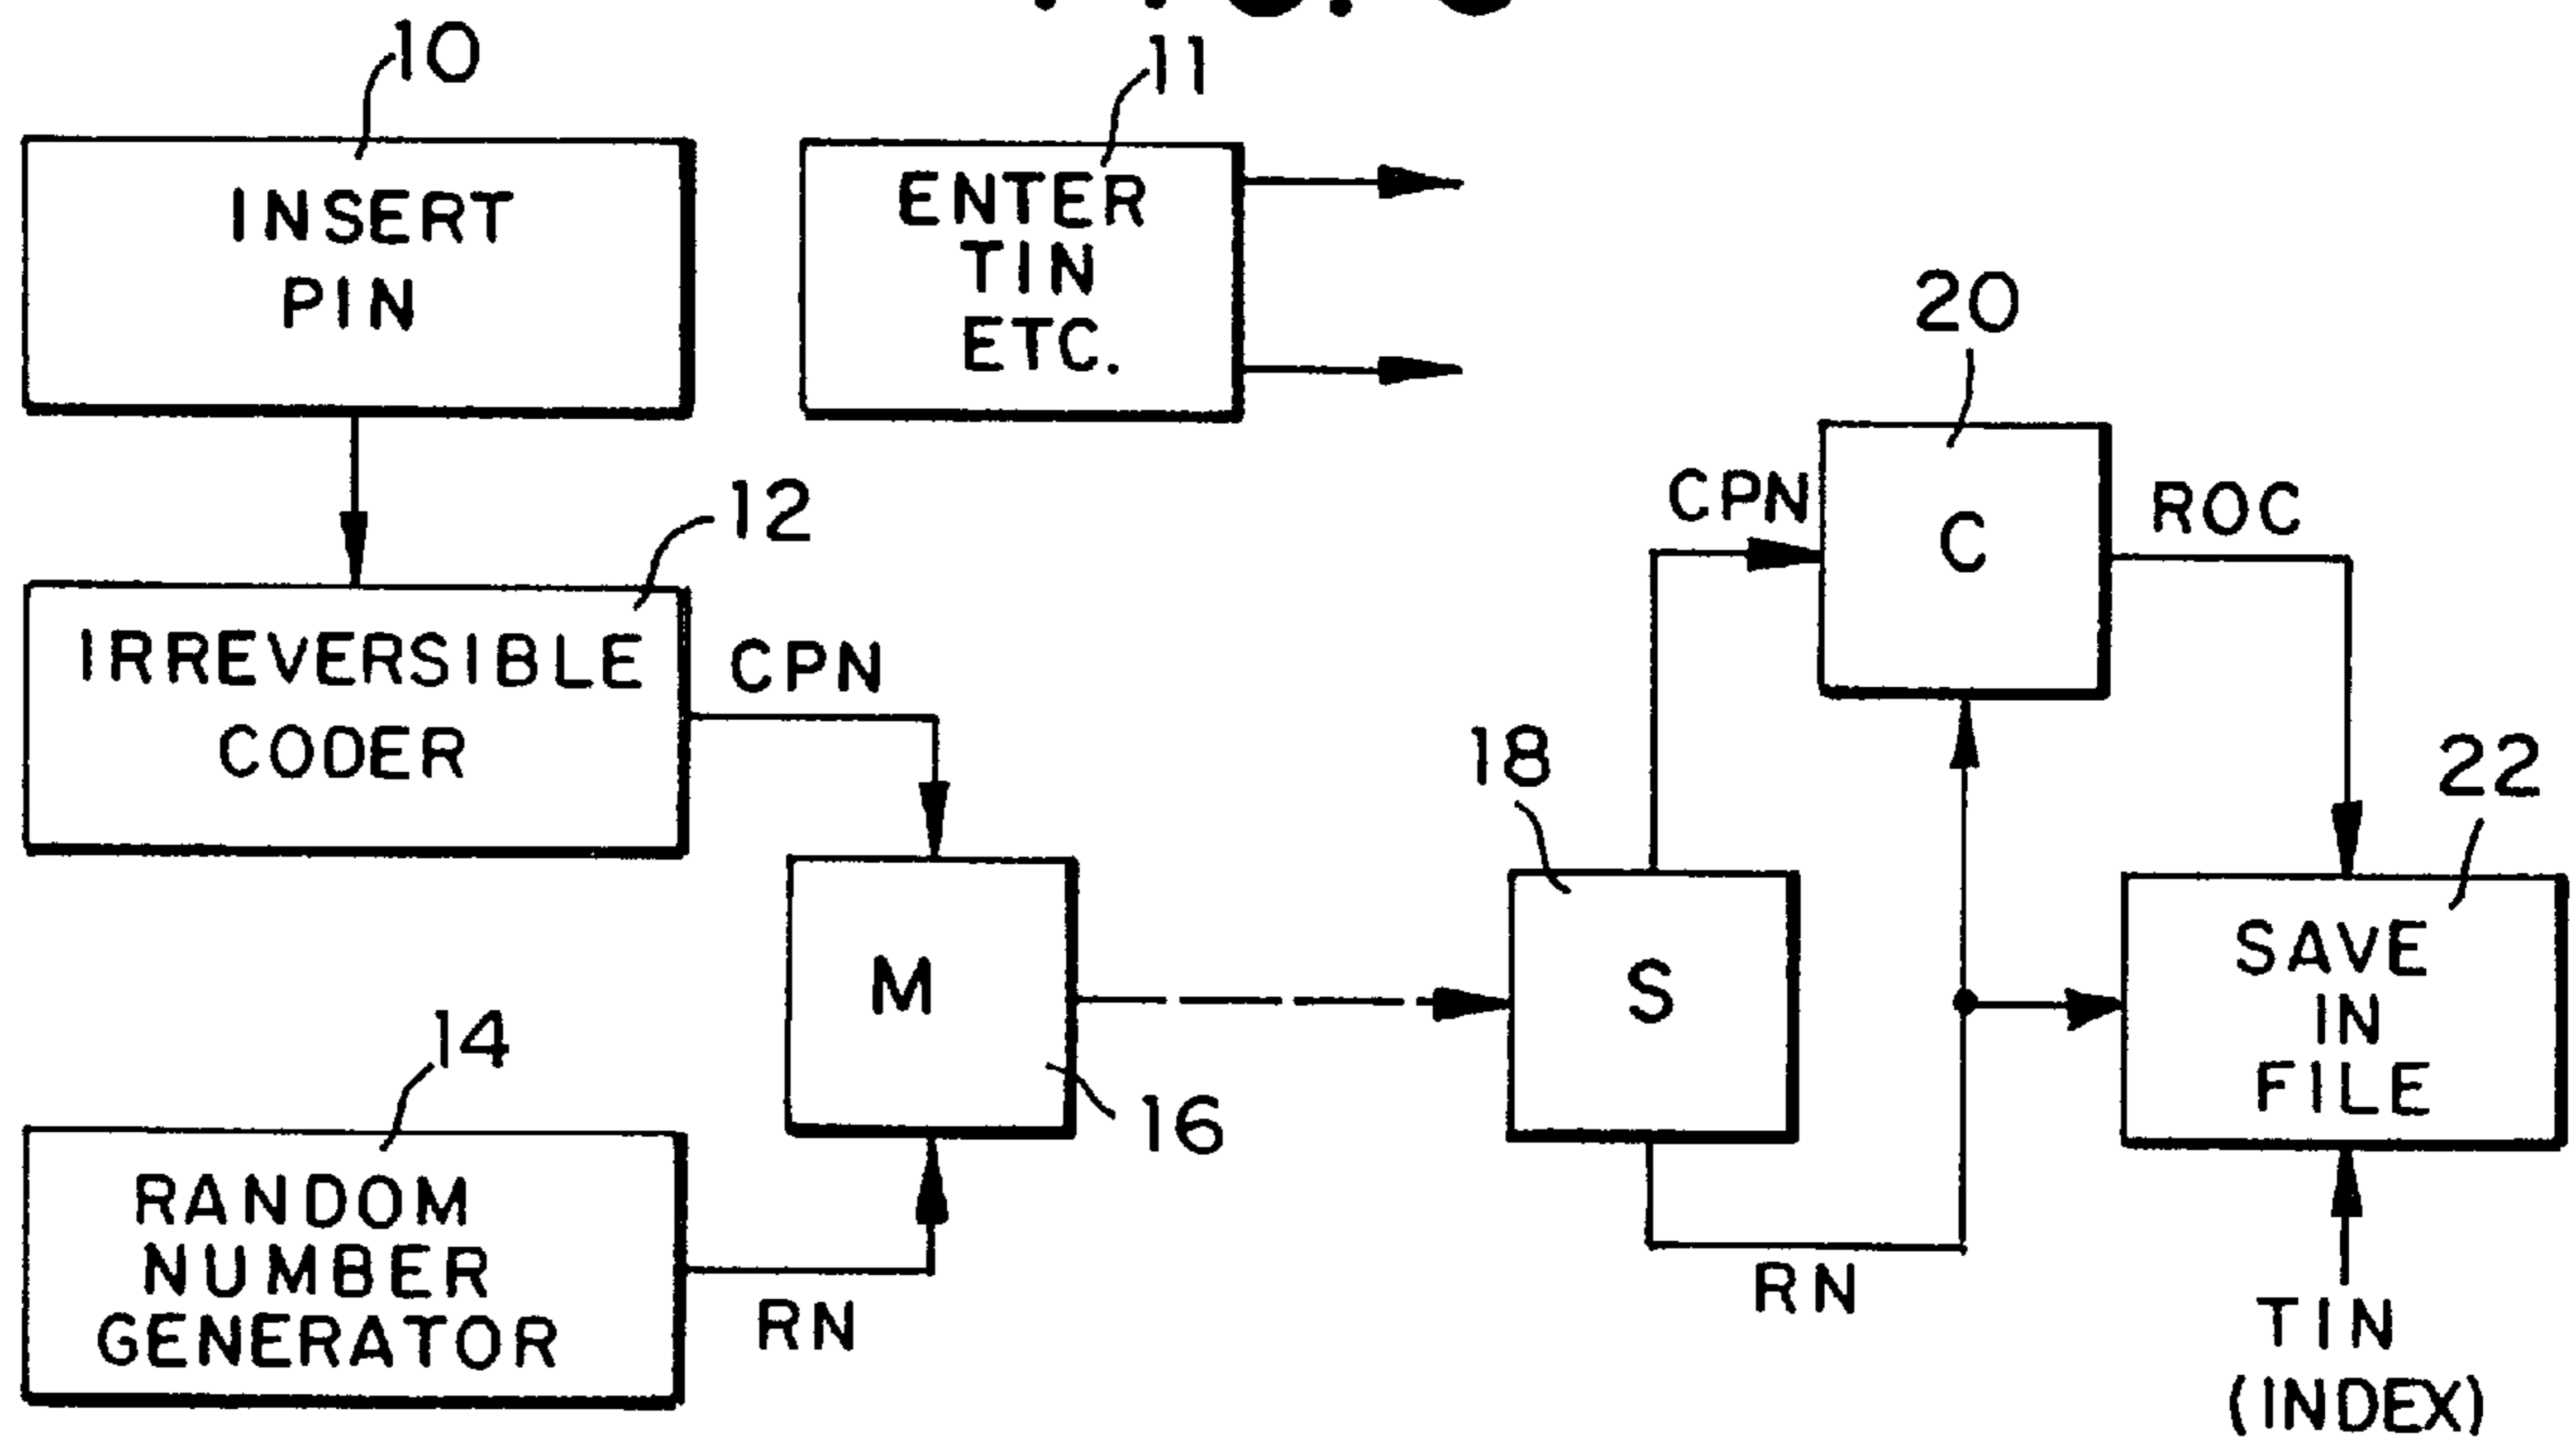 10
11
INSERT
PIN
ENTER
TIN
ETC.
20
12
CPN
C
ROC
IRREVERSIBLE
CODER
CPN
18
22
M
S
SAVE
IN
FILE
14
16
RANDOM
NUMBER
GENERATOR
RN
RN
TIN
(INDEX)